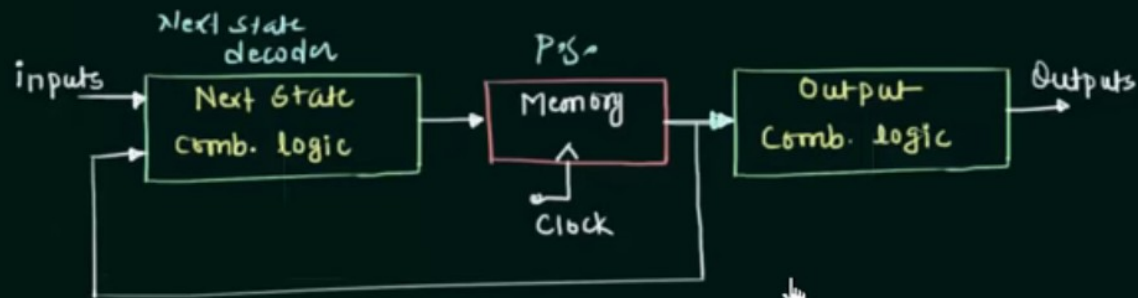 Next state
decoder
P.S.
inputs
Next State
Comb. logic
Memory
Clock
Output
Comb. logic
Outputs